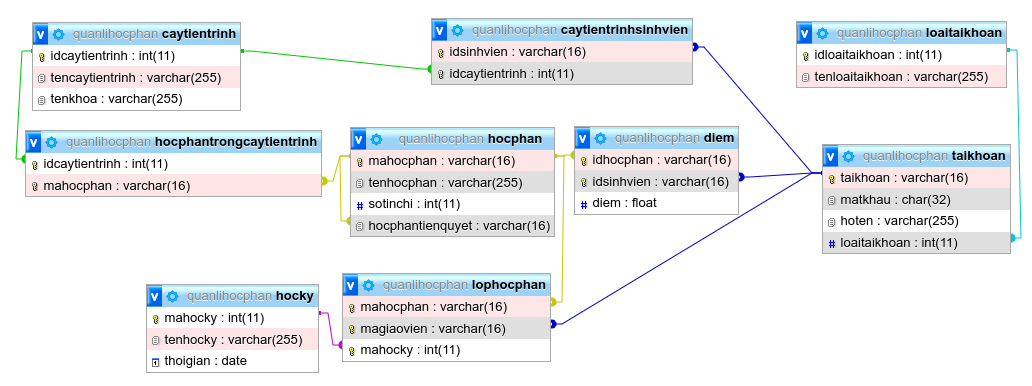 v quanlihocphan caytientrinh
idcaytientrinh : int(11)
tencaytientrinh : varchar(255)
tenkhoa : varchar(255)
v quanlihocphan caytientrinhsinhvien
idsinhvien : varchar(16)
idcaytientrinh : int(11)
v quanlihocphan loaitaikhoan
idloaitaikhoan : int(11)
tenloaitaikhoan : varchar(255)
v quanlihocphan hocphantrongcaytientrinh
idcaytientrinh : int(11)
mahocphan : varchar(16)
v quanlihocphan hocphan
mahocphan : varchar(16)
tenhocphan : varchar(255)
# sotinchi : int(11)
hocphantienquyet : varchar(16)
v quanlihocphan diem
idhocphan : varchar(16)
idsinhvien : varchar(16)
# diem : float
v quanlihocphan taikhoan
taikhoan : varchar(16)
matkhau : char(32)
hoten : varchar(255)
# loaitaikhoan : int(11)
v quanlihocphan hocky
mahocky : int(11)
tenhocky : varchar(255)
thoigian : date
v quanlihocphan lophocphan
mahocphan : varchar(16)
magiaovien : varchar(16)
mahocky : int(11)